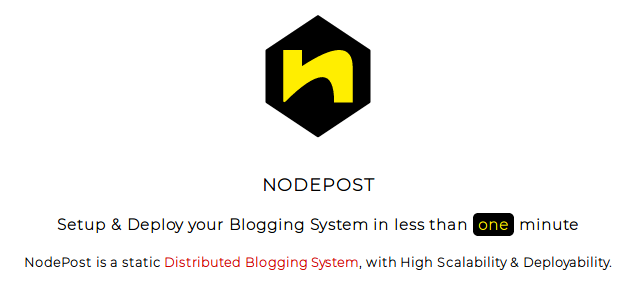 n
NODEPOST
Setup & Deploy your Blogging System in less than one minute
NodePost is a static Distributed Blogging System, with High Scalability & Deployability.